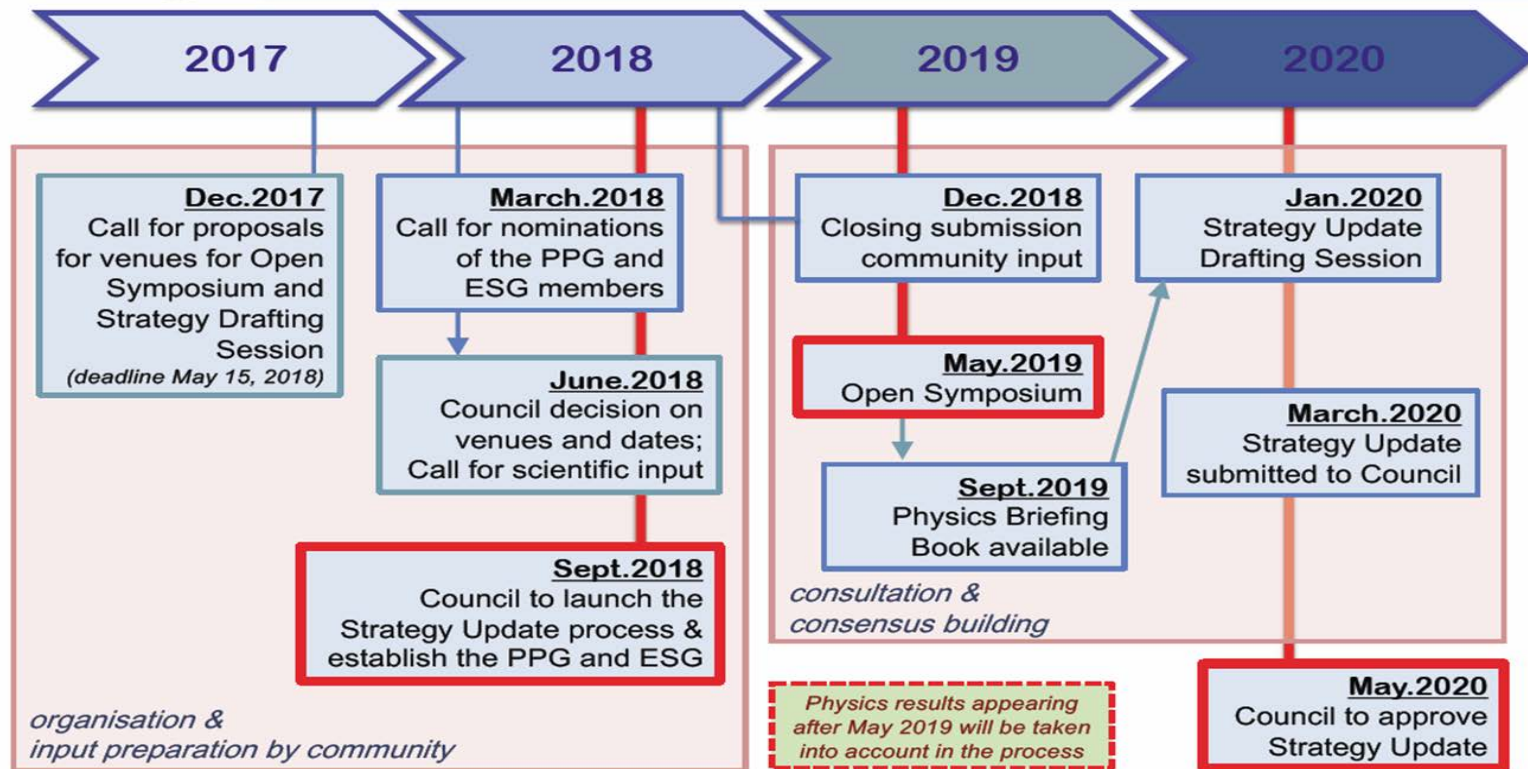 2017
2018
2019
2020
Dec.2017
Call for proposals
for venues for Open
Symposium and
Strategy Drafting
Session
(deadline May 15, 2018)
March.2018
Call for nominations
of the PPG and
ESG members
June.2018
Council decision on
venues and dates;
Call for scientific input
Sept.2018
Council to launch the
Strategy Update process &
establish the PPG and ESG
organisation &
input preparation by community
Dec.2018
Closing submission
community input
May.2019
Open Symposium
Sept.2019
Physics Briefing
Book available
Jan.2020
Strategy Update
Drafting Session
March.2020
Strategy Update
submitted to Council
consultation &
consensus building
Physics results appearing
after May 2019 will be taken
into account in the process
May.2020
Council to approve
Strategy Update